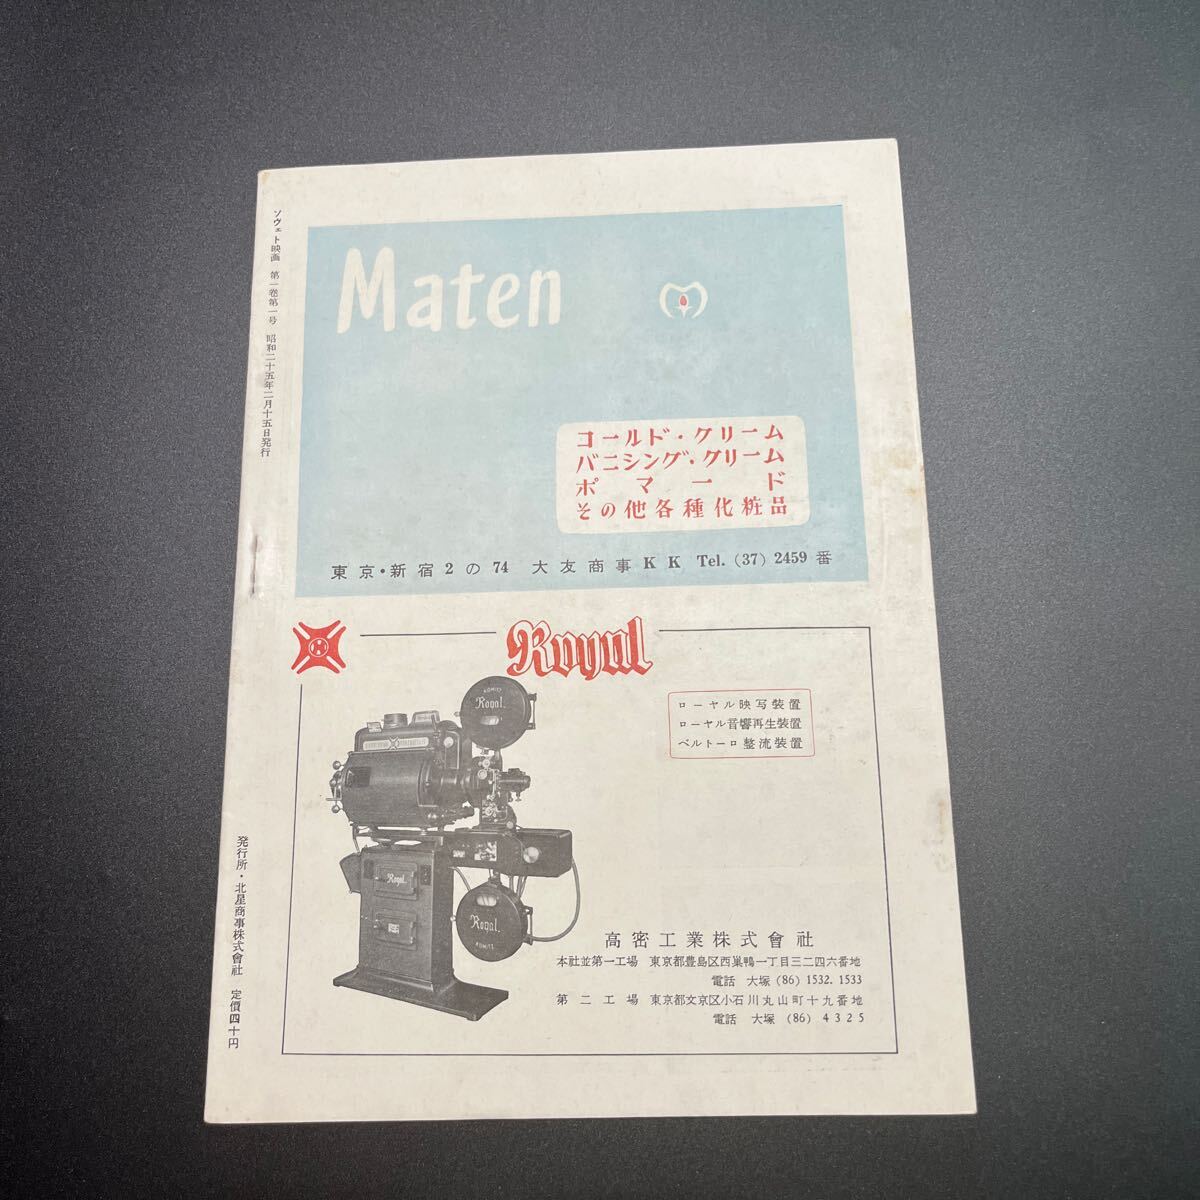 ソヴェト映画 第一巻第一号 昭和二十五年二月十五日発行
Maten
コールド・クリーム
バニシング・クリーム
ポマード
その他各種化粧品
東京・新宿2の74 大友商事KK Tel. (37) 2459番
Royal
ローヤル映写装置
ローヤル音響再生装置
ベルトーロ整流装置
KOMITZ
Royal.
Royal.
Royal.
KOMITZ
高密工業株式會社
本社並第一工場 東京都豊島区西巣鴨一丁目三二四六番地
電話 大塚 (86) 1532. 1533
第二工場 東京都文京区小石川丸山町十九番地
電話 大塚 (86) 4325
発行所・北星商事株式會社 定價四十円